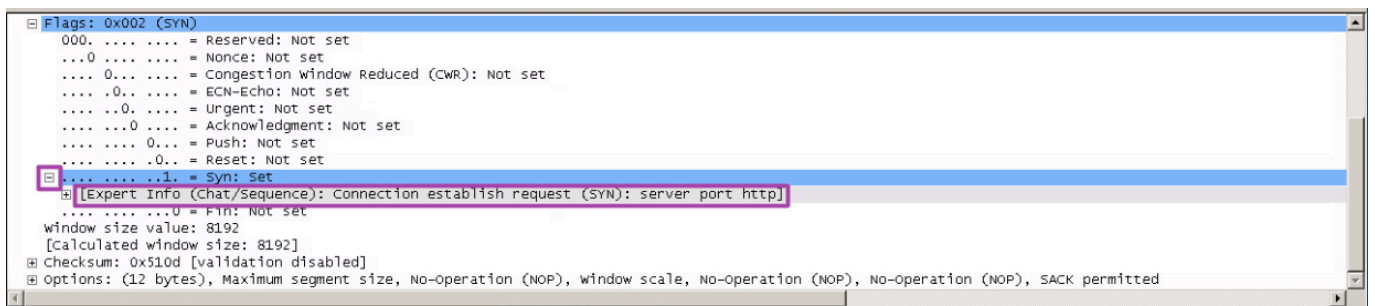 Flags: 0x002 (SYN)
000. .... .... = Reserved: Not set
...0 .... .... = Nonce: Not set
.... 0... .... = Congestion Window Reduced (CWR): Not set
.... .0.. .... = ECN-Echo: Not set
.... ..0. .... = Urgent: Not set
.... ...0 .... = Acknowledgment: Not set
.... .... 0... = Push: Not set
.... .... .0.. = Reset: Not set
.... .... ..1. = Syn: Set
[Expert Info (Chat/Sequence): Connection establish request (SYN): server port http]
.... .... ...0 = Fin: Not set
Window size value: 8192
[Calculated window size: 8192]
Checksum: 0x510d [validation disabled]
Options: (12 bytes), Maximum segment size, No-Operation (NOP), Window scale, No-Operation (NOP), No-Operation (NOP), SACK permitted